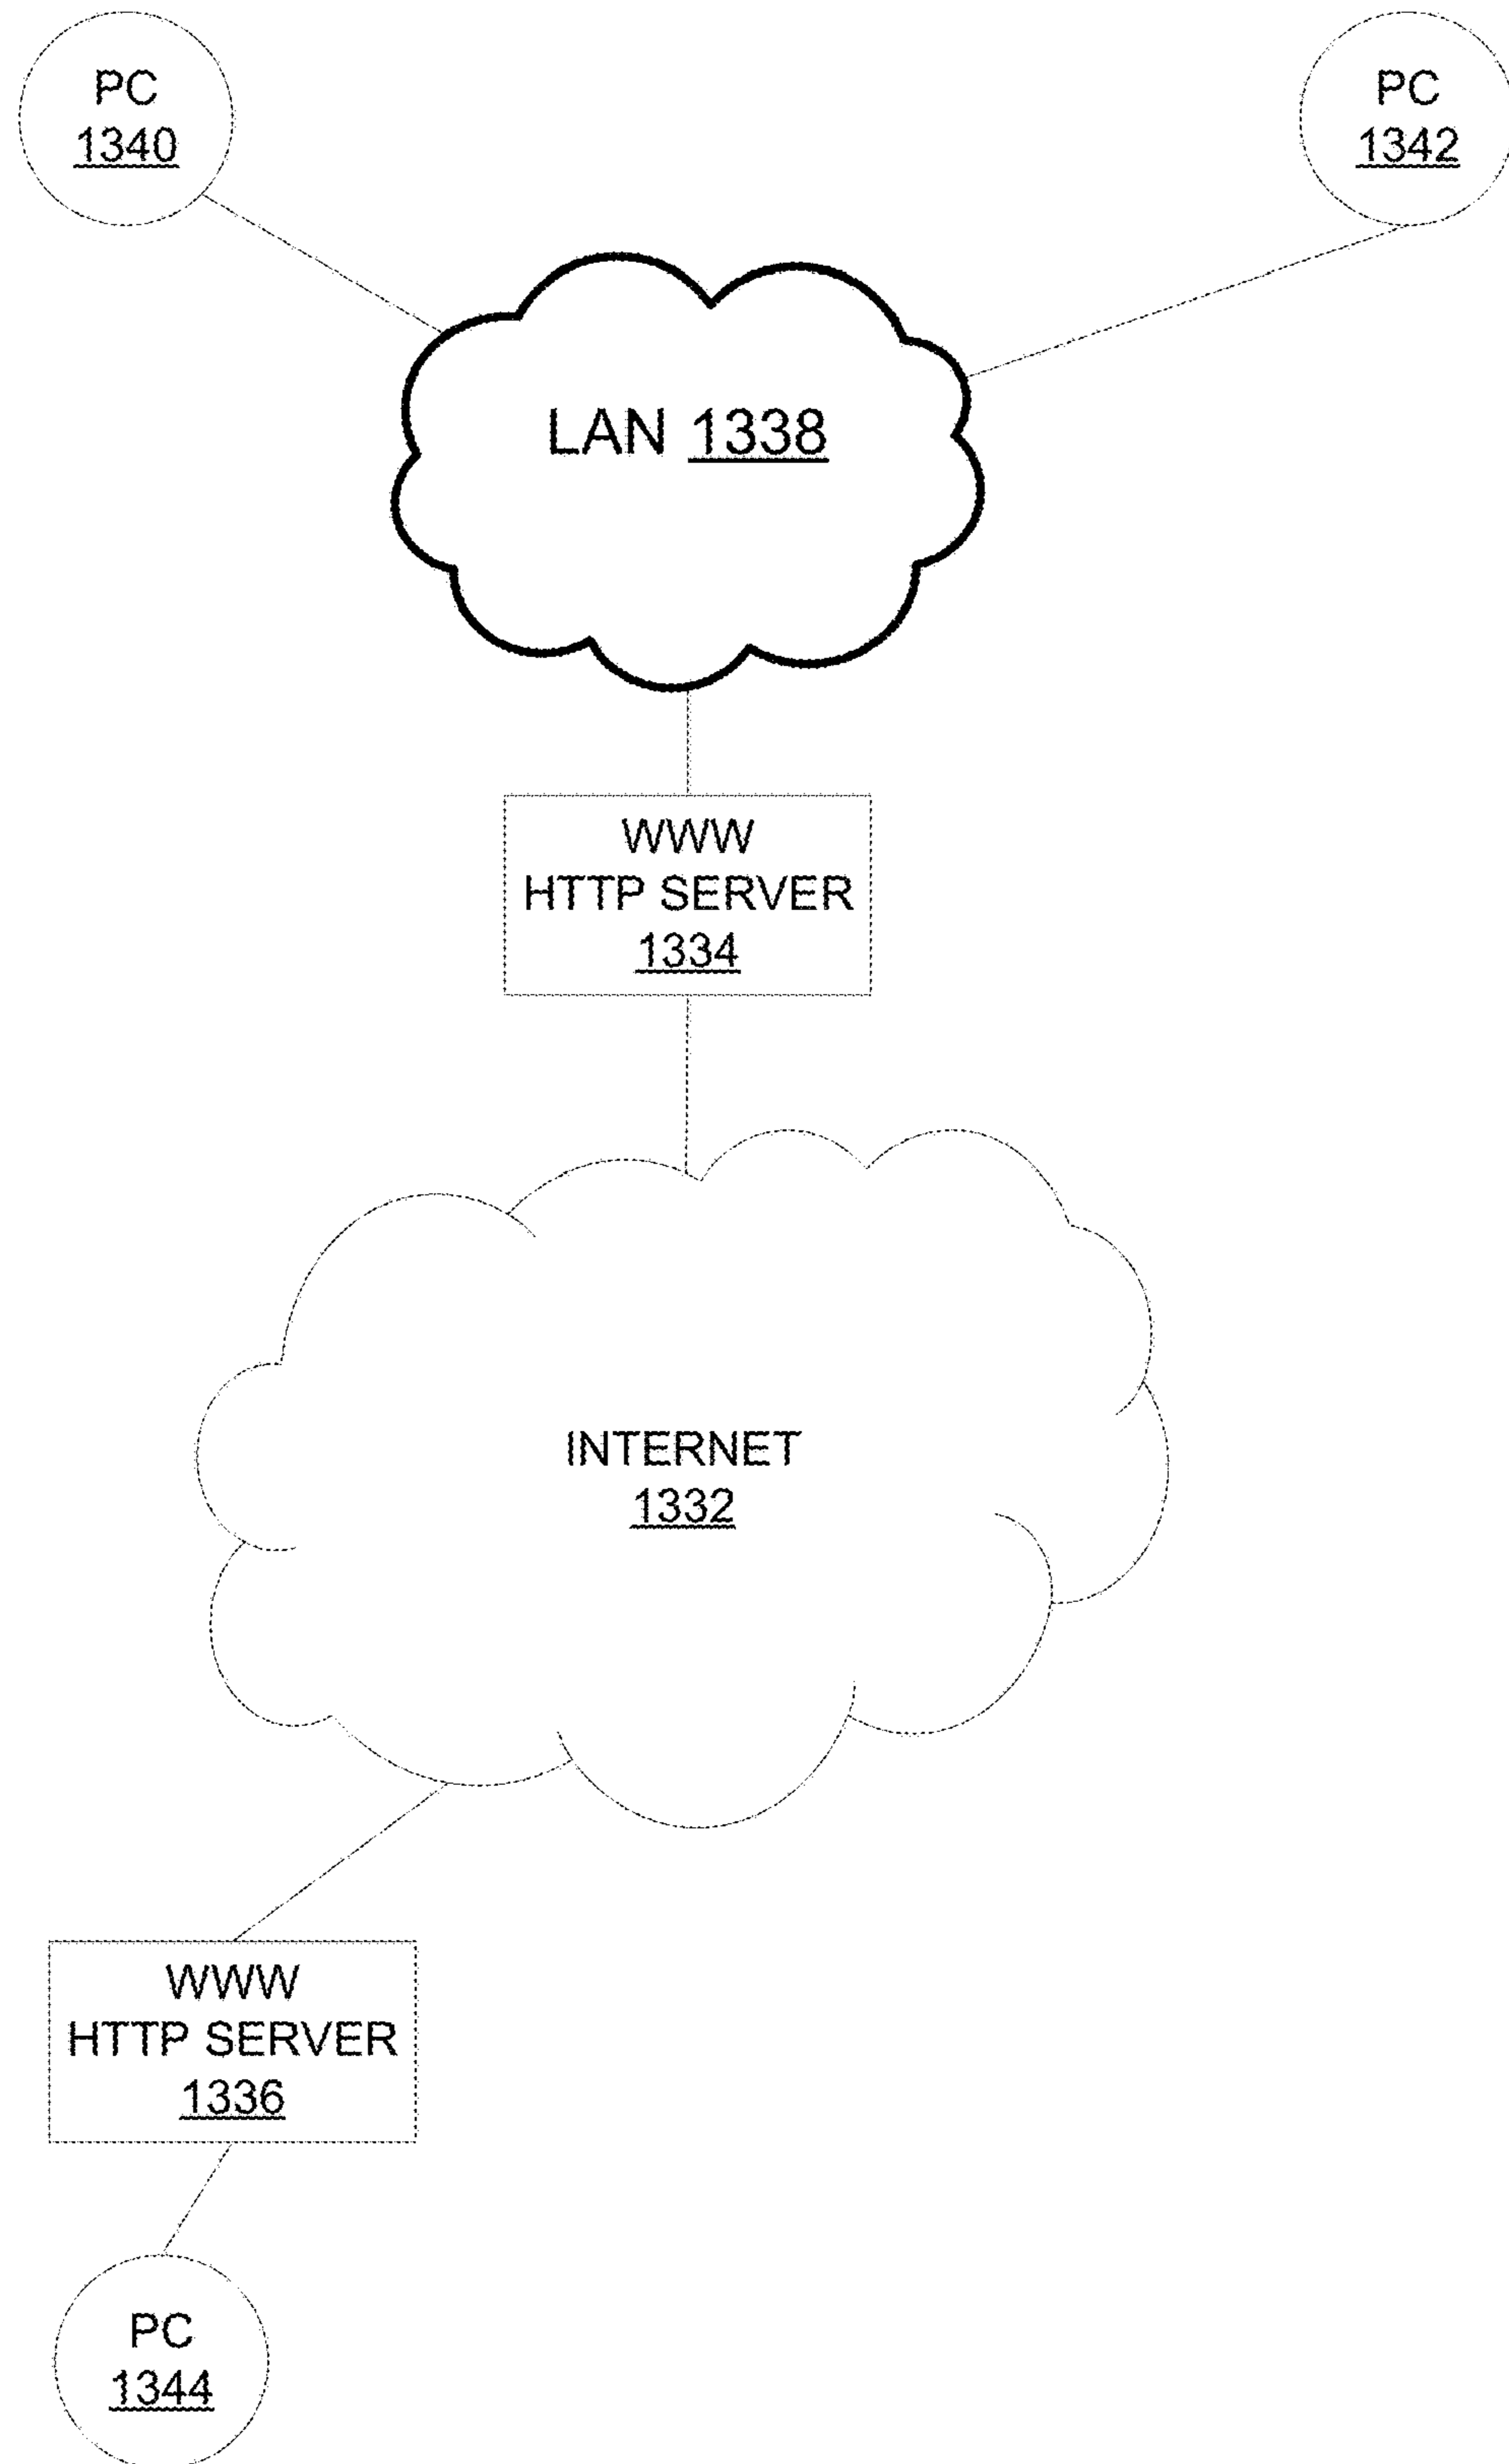 PC
1340
PC
1342
LAN 1338
WWW
HTTP SERVER
1334
INTERNET
1332
WWW
HTTP SERVER
1336
PC
1344